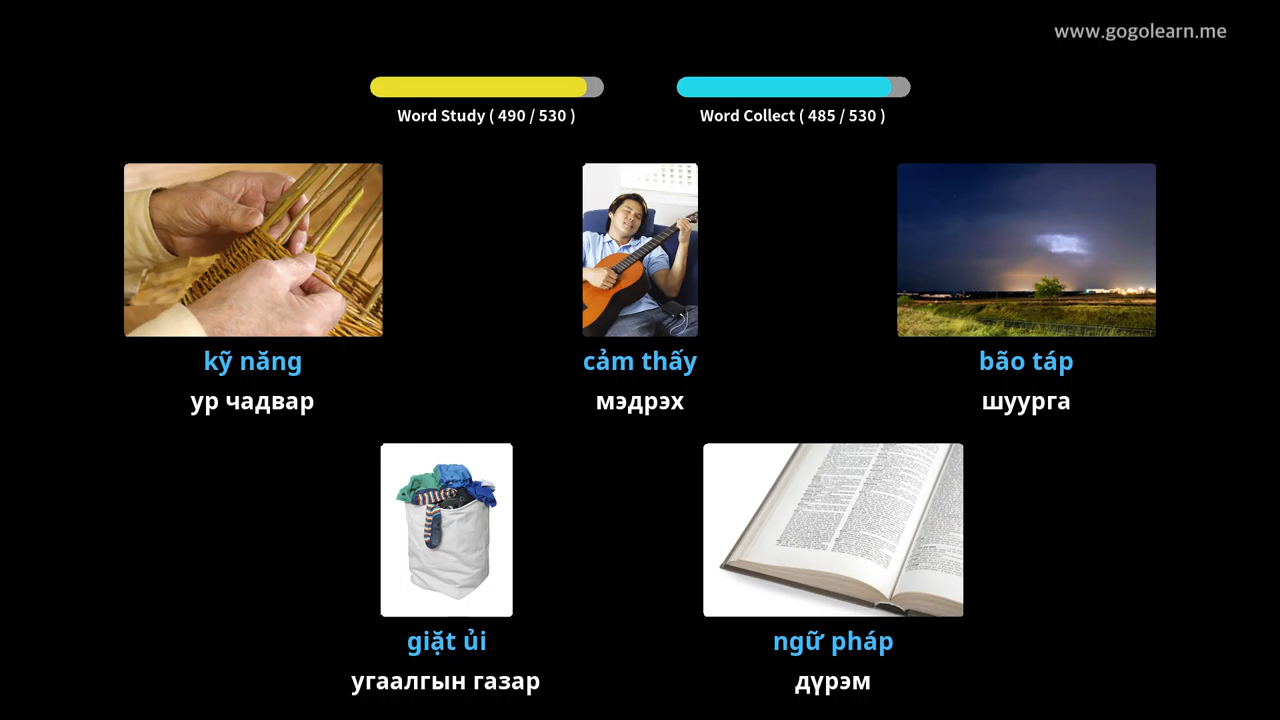 www.gogolearn.me
Word Study ( 490 / 530 )
Word Collect ( 485 / 530 )
kỹ năng
ур чадвар
cảm thấy
мэдрэх
bão táp
шуурга
giặt ủi
угаалгын газар
ngữ pháp
дүрэм